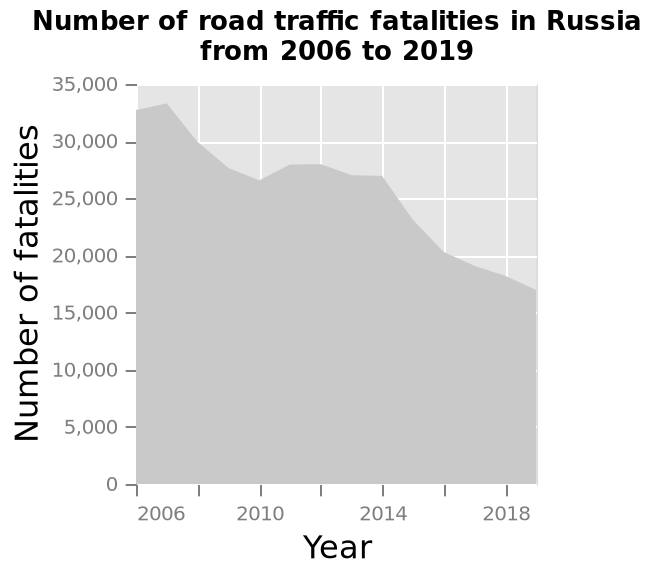 Number of road traffic fatalities in Russia
from 2006 to 2019
35,000
30,000
25,000
20,000
15,000
10,000
5,000
0
Number of fatalities
2006 2010 2014 2018
Year